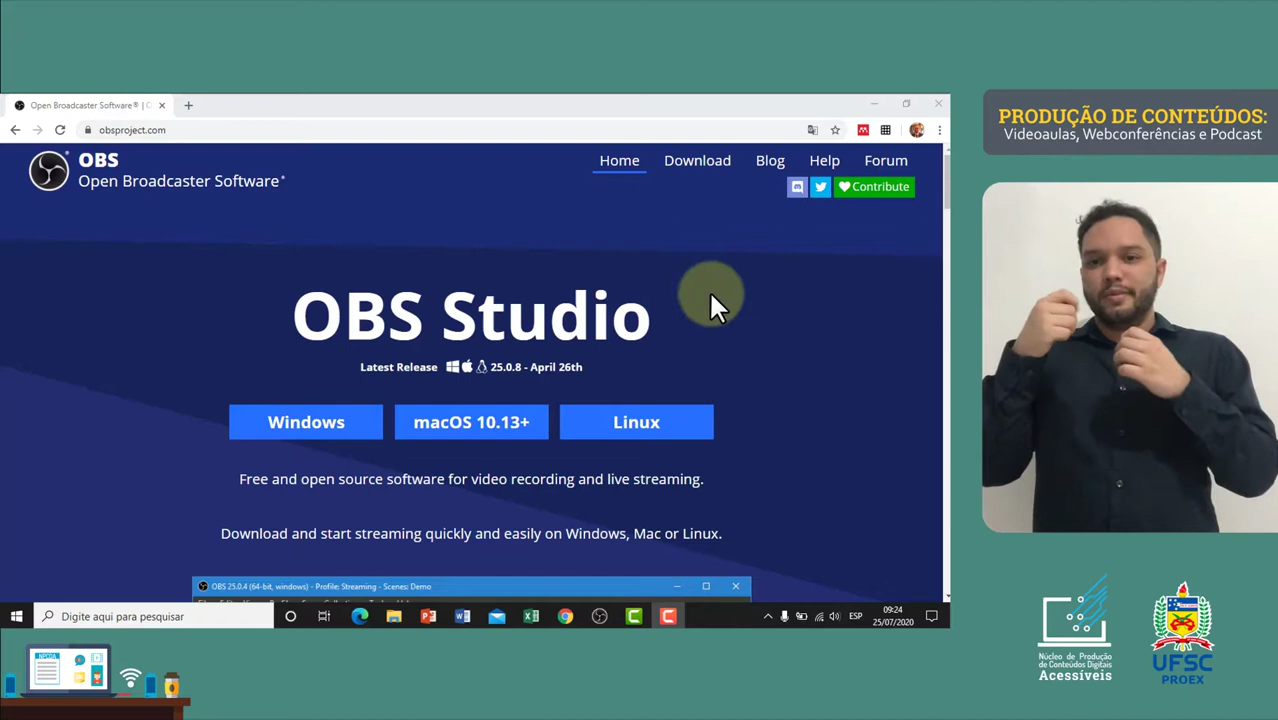 Open Broadcaster Software® | O
obsproject.com
OBS
Open Broadcaster Software®
Home Download Blog Help Forum
Contribute
OBS Studio
Latest Release 25.0.8 - April 26th
Windows macOS 10.13+ Linux
Free and open source software for video recording and live streaming.
Download and start streaming quickly and easily on Windows, Mac or Linux.
OBS 25.0.4 (64-bit, windows) - Profile: Streaming - Scenes: Demo
Digite aqui para pesquisar
ESP
09:24
25/07/2020
PRODUÇÃO DE CONTEÚDOS:
Videoaulas, Webconferências e Podcast
Núcleo de Produção
de Conteúdos Digitais
Acessíveis
UFSC
PROEX